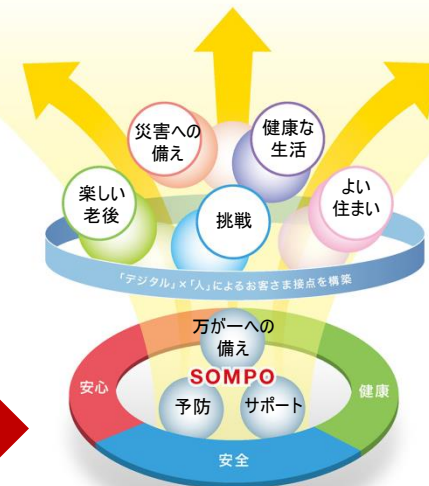 災害への
備え
健康な
生活
楽しい
老後
挑戦
よい
住まい
「デジタル」×「人」によるお客さま接点を構築
万が一への
備え
安心
SOMPO
健康
予防
サポート
安全